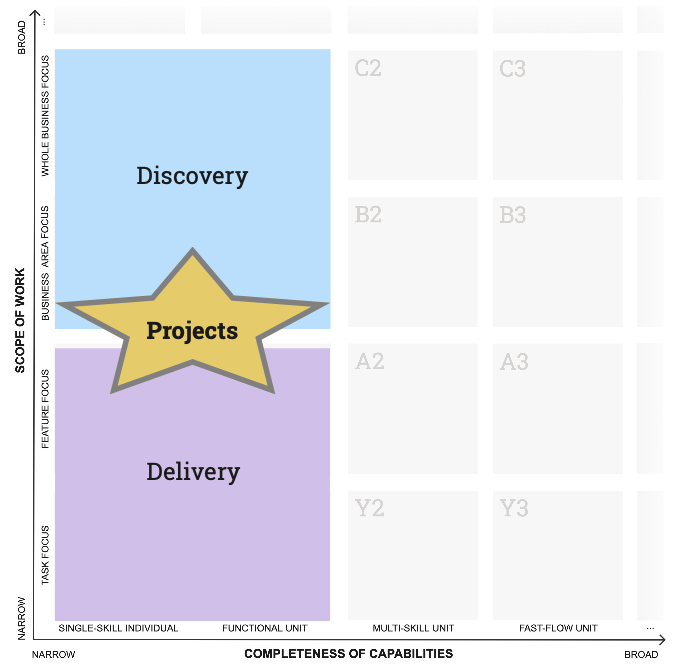 ...
BROAD
WHOLE BUSINESS FOCUS
C2
C3
Discovery
BUSINESS AREA FOCUS
B2
B3
SCOPE OF WORK
Projects
FEATURE FOCUS
A2
A3
Delivery
TASK FOCUS
Y2
Y3
NARROW
SINGLE-SKILL INDIVIDUAL
FUNCTIONAL UNIT
MULTI-SKILL UNIT
FAST-FLOW UNIT
...
NARROW
COMPLETENESS OF CAPABILITIES
BROAD